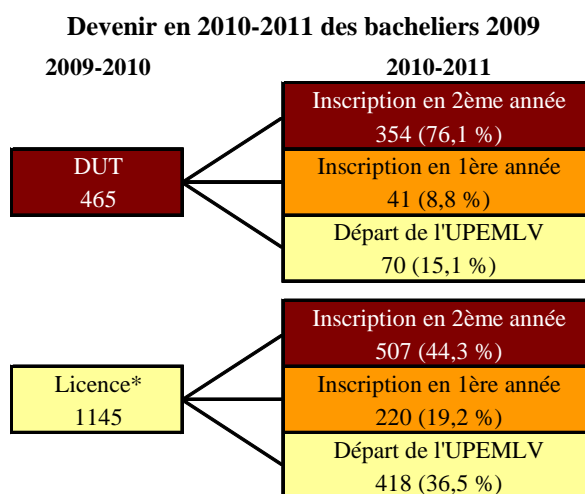 Devenir en 2010-2011 des bacheliers 2009
2009-2010
2010-2011
DUT
465
Inscription en 2ème année
354 (76,1 %)
Inscription en 1ère année
41 (8,8 %)
Départ de l'UPEMLV
70 (15,1 %)
Licence*
1145
Inscription en 2ème année
507 (44,3 %)
Inscription en 1ère année
220 (19,2 %)
Départ de l'UPEMLV
418 (36,5 %)